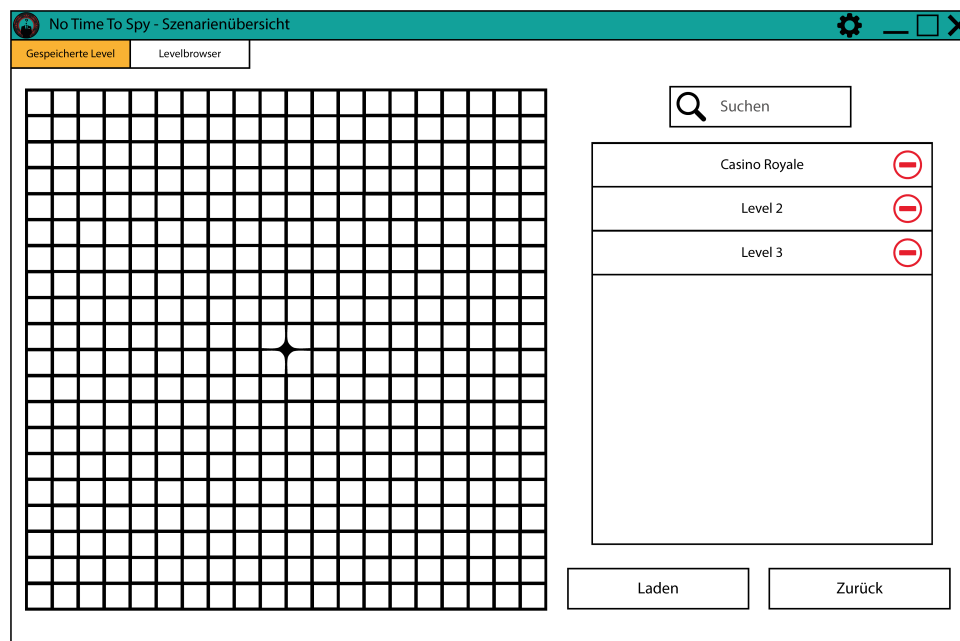 No Time To Spy - Szenarienübersicht
Gespeicherte Level
Levelbrowser
Suchen
Casino Royale
Level 2
Level 3
Laden
Zurück